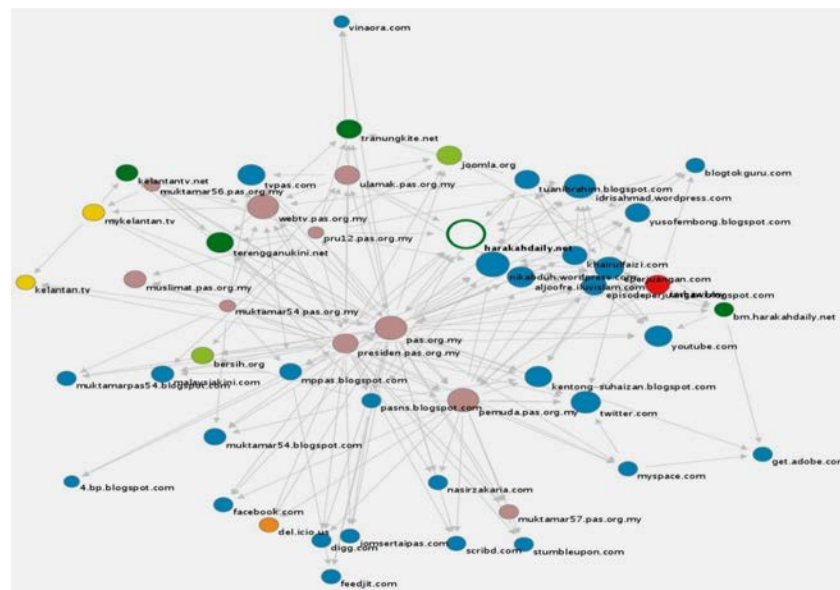 vinaora.com
tranungkite.net
joomla.org
blogtokguru.com
kelantantv.net
muktamar56.pas.org.my
tvpas.com
ulamak.pas.org.my
tuanibrahim.blogspot.com
idrisahmad.wordpress.com
mykelantan.tv
webtv.pas.org.my
yusofembong.blogspot.com
pru12.pas.org.my
terengganukini.net
harakahdaily.net
khairulfaizi.com
nikabduh.wordpress.com
eperjuangan.com
kelantan.tv
muslimat.pas.org.my
aljoofre.iluvislam.com
muktamar54.pas.org.my
bm.harakahdaily.net
pas.org.my
youtube.com
presiden.pas.org.my
bersih.org
muktamarpas54.blogspot.com
malaysiakini.com
mppas.blogspot.com
kentong-suhaizan.blogspot.com
pasns.blogspot.com
pemuda.pas.org.my
twitter.com
muktamar54.blogspot.com
get.adobe.com
myspace.com
4.bp.blogspot.com
nasirzakaria.com
facebook.com
muktamar57.pas.org.my
del.icio.us
digg.com
jomsertaipas.com
scribd.com
stumbleupon.com
feedjit.com